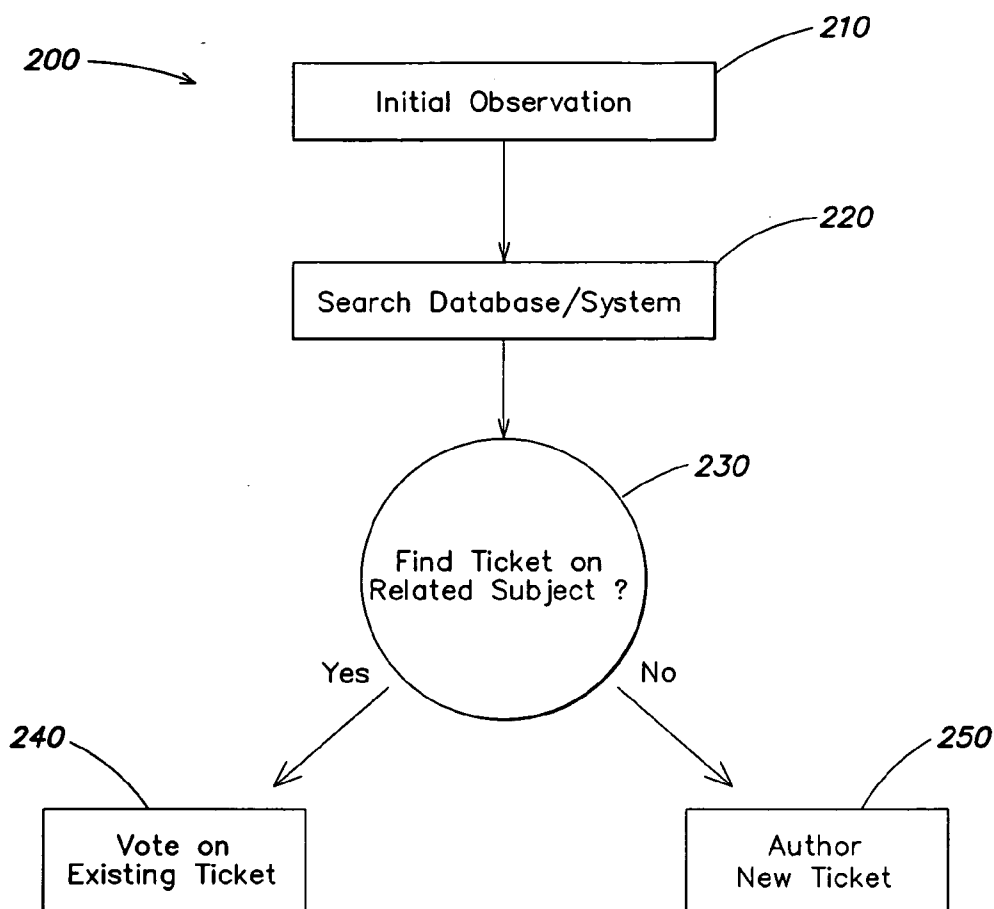 210
200
Initial Observation
220
Search Database/System
230
Find Ticket on
Related Subject ?
Yes
No
240
250
Vote on
Existing Ticket
Author
New Ticket